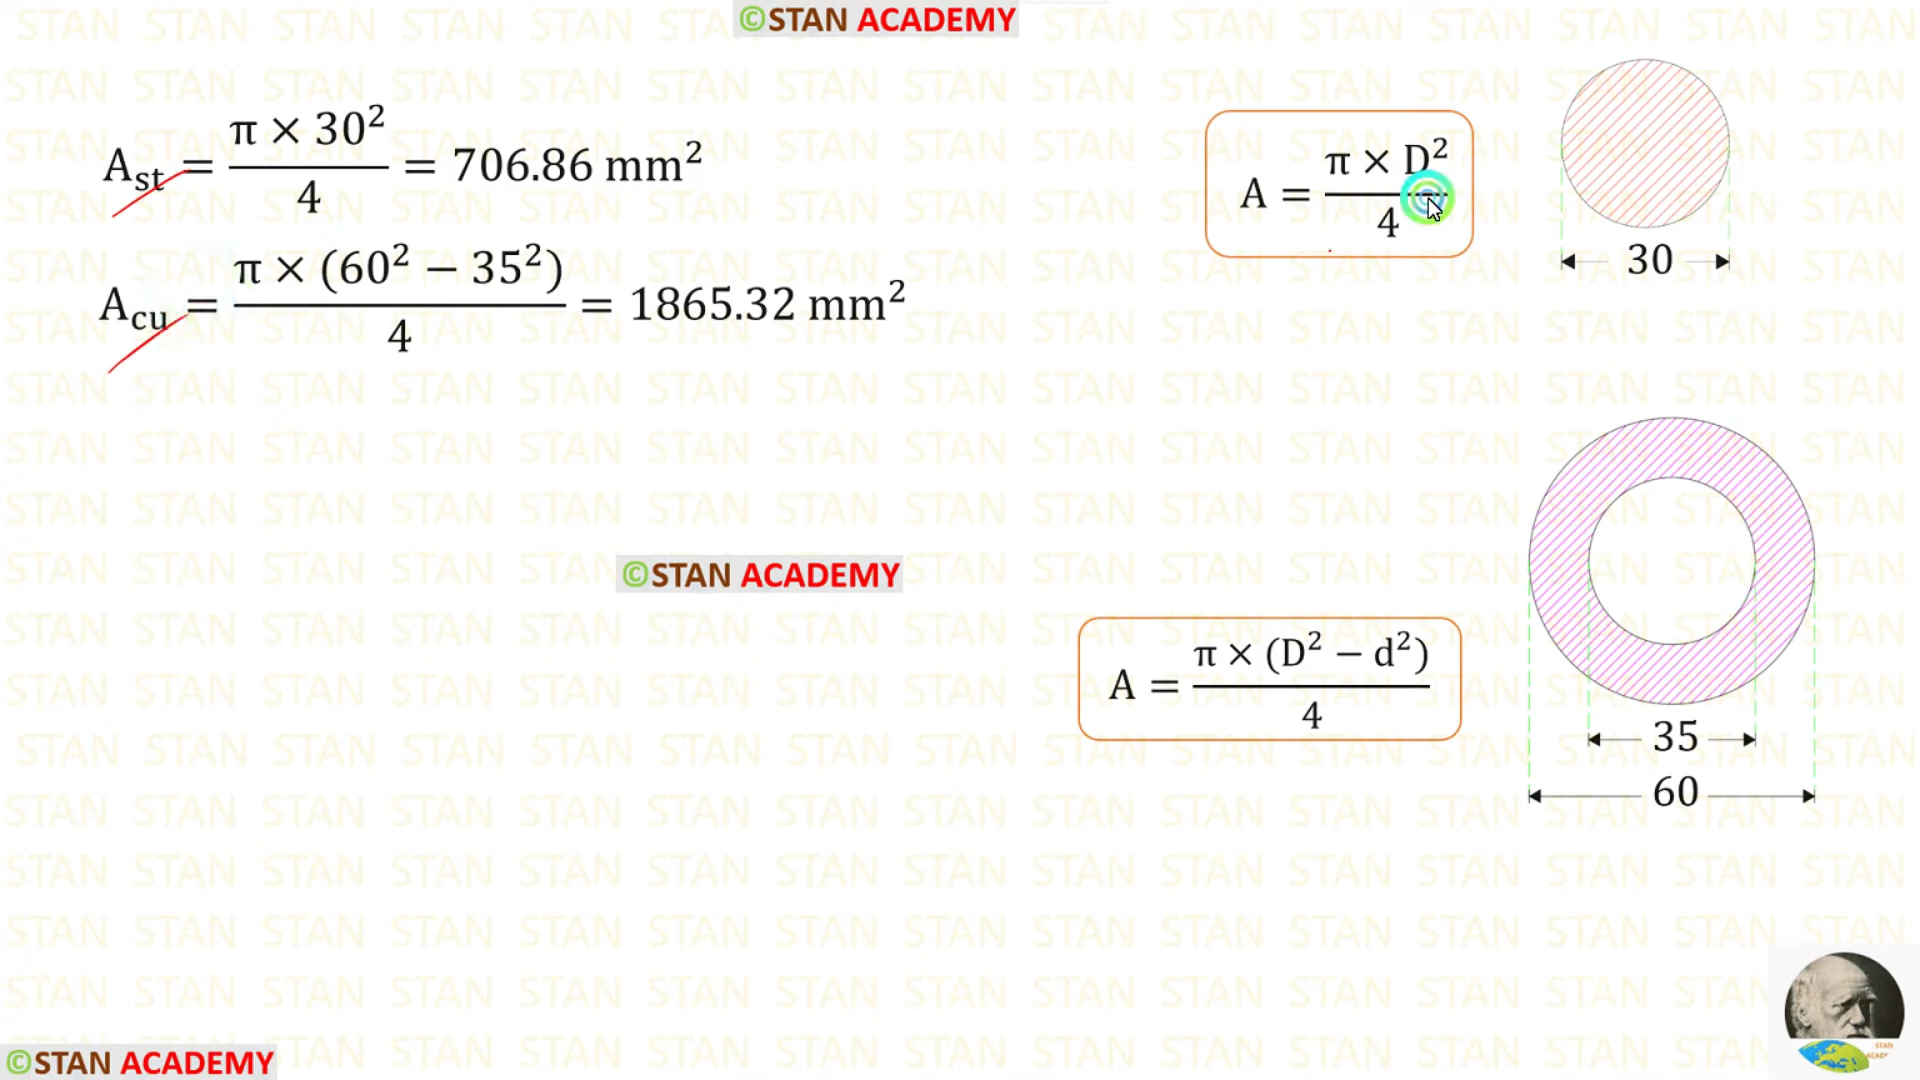 ©STAN ACADEMY
A_st = (π × 30²)/4 = 706.86 mm²
A_cu = (π × (60² − 35²))/4 = 1865.32 mm²
A = (π × D²)/4
30
©STAN ACADEMY
A = (π × (D² − d²))/4
35
60
©STAN ACADEMY
STAN